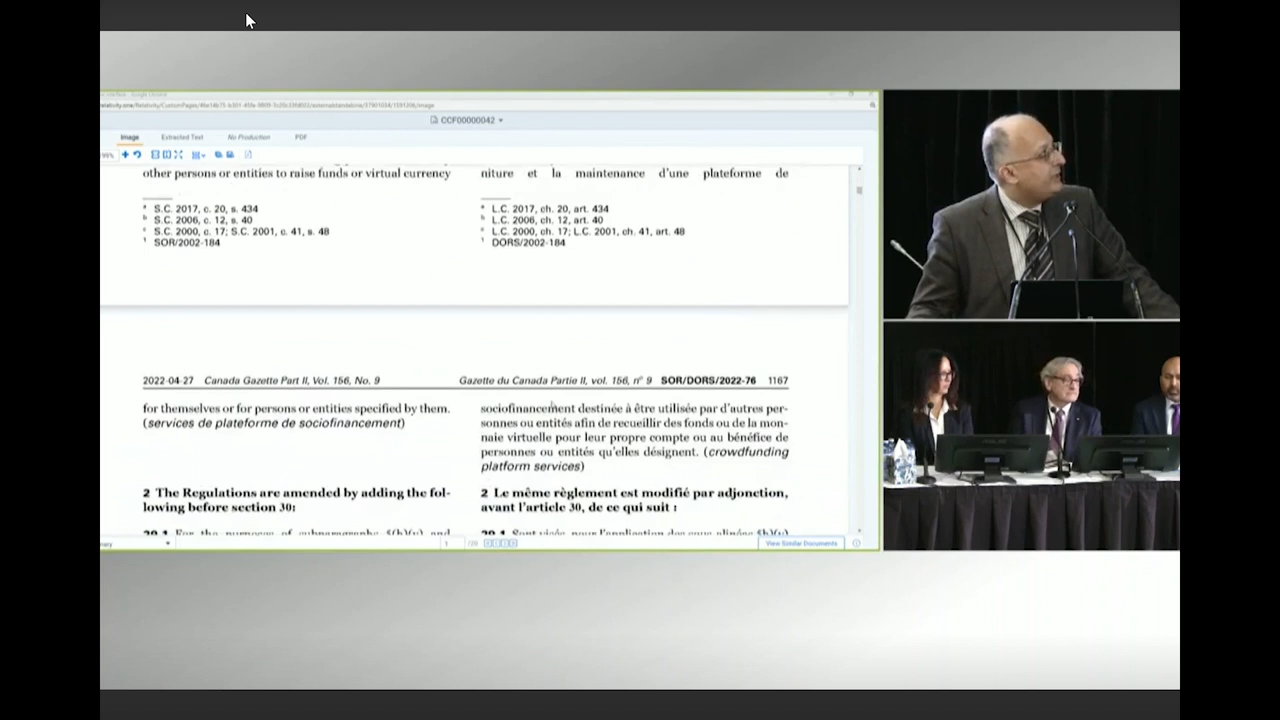 CCF00000042
Image Extracted Text No Production PDF
other persons or entities to raise funds or virtual currency
a S.C. 2017, c. 20, s. 434
b S.C. 2006, c. 12, s. 40
c S.C. 2000, c. 17; S.C. 2001, c. 41, s. 48
1 SOR/2002-184
niture et la maintenance d'une plateforme de
a L.C. 2017, ch. 20, art. 434
b L.C. 2006, ch. 12, art. 40
c L.C. 2000, ch. 17; L.C. 2001, ch. 41, art. 48
1 DORS/2002-184
2022-04-27 Canada Gazette Part II, Vol. 156, No. 9
Gazette du Canada Partie II, vol. 156, n° 9 SOR/DORS/2022-76 1167
for themselves or for persons or entities specified by them.
(services de plateforme de sociofinancement)
sociofinancement destinée à être utilisée par d'autres per-
sonnes ou entités afin de recueillir des fonds ou de la mon-
naie virtuelle pour leur propre compte ou au bénéfice de
personnes ou entités qu'elles désignent. (crowdfunding
platform services)
2 The Regulations are amended by adding the fol-
lowing before section 30:
2 Le même règlement est modifié par adjonction,
avant l'article 30, de ce qui suit :
View Similar Documents